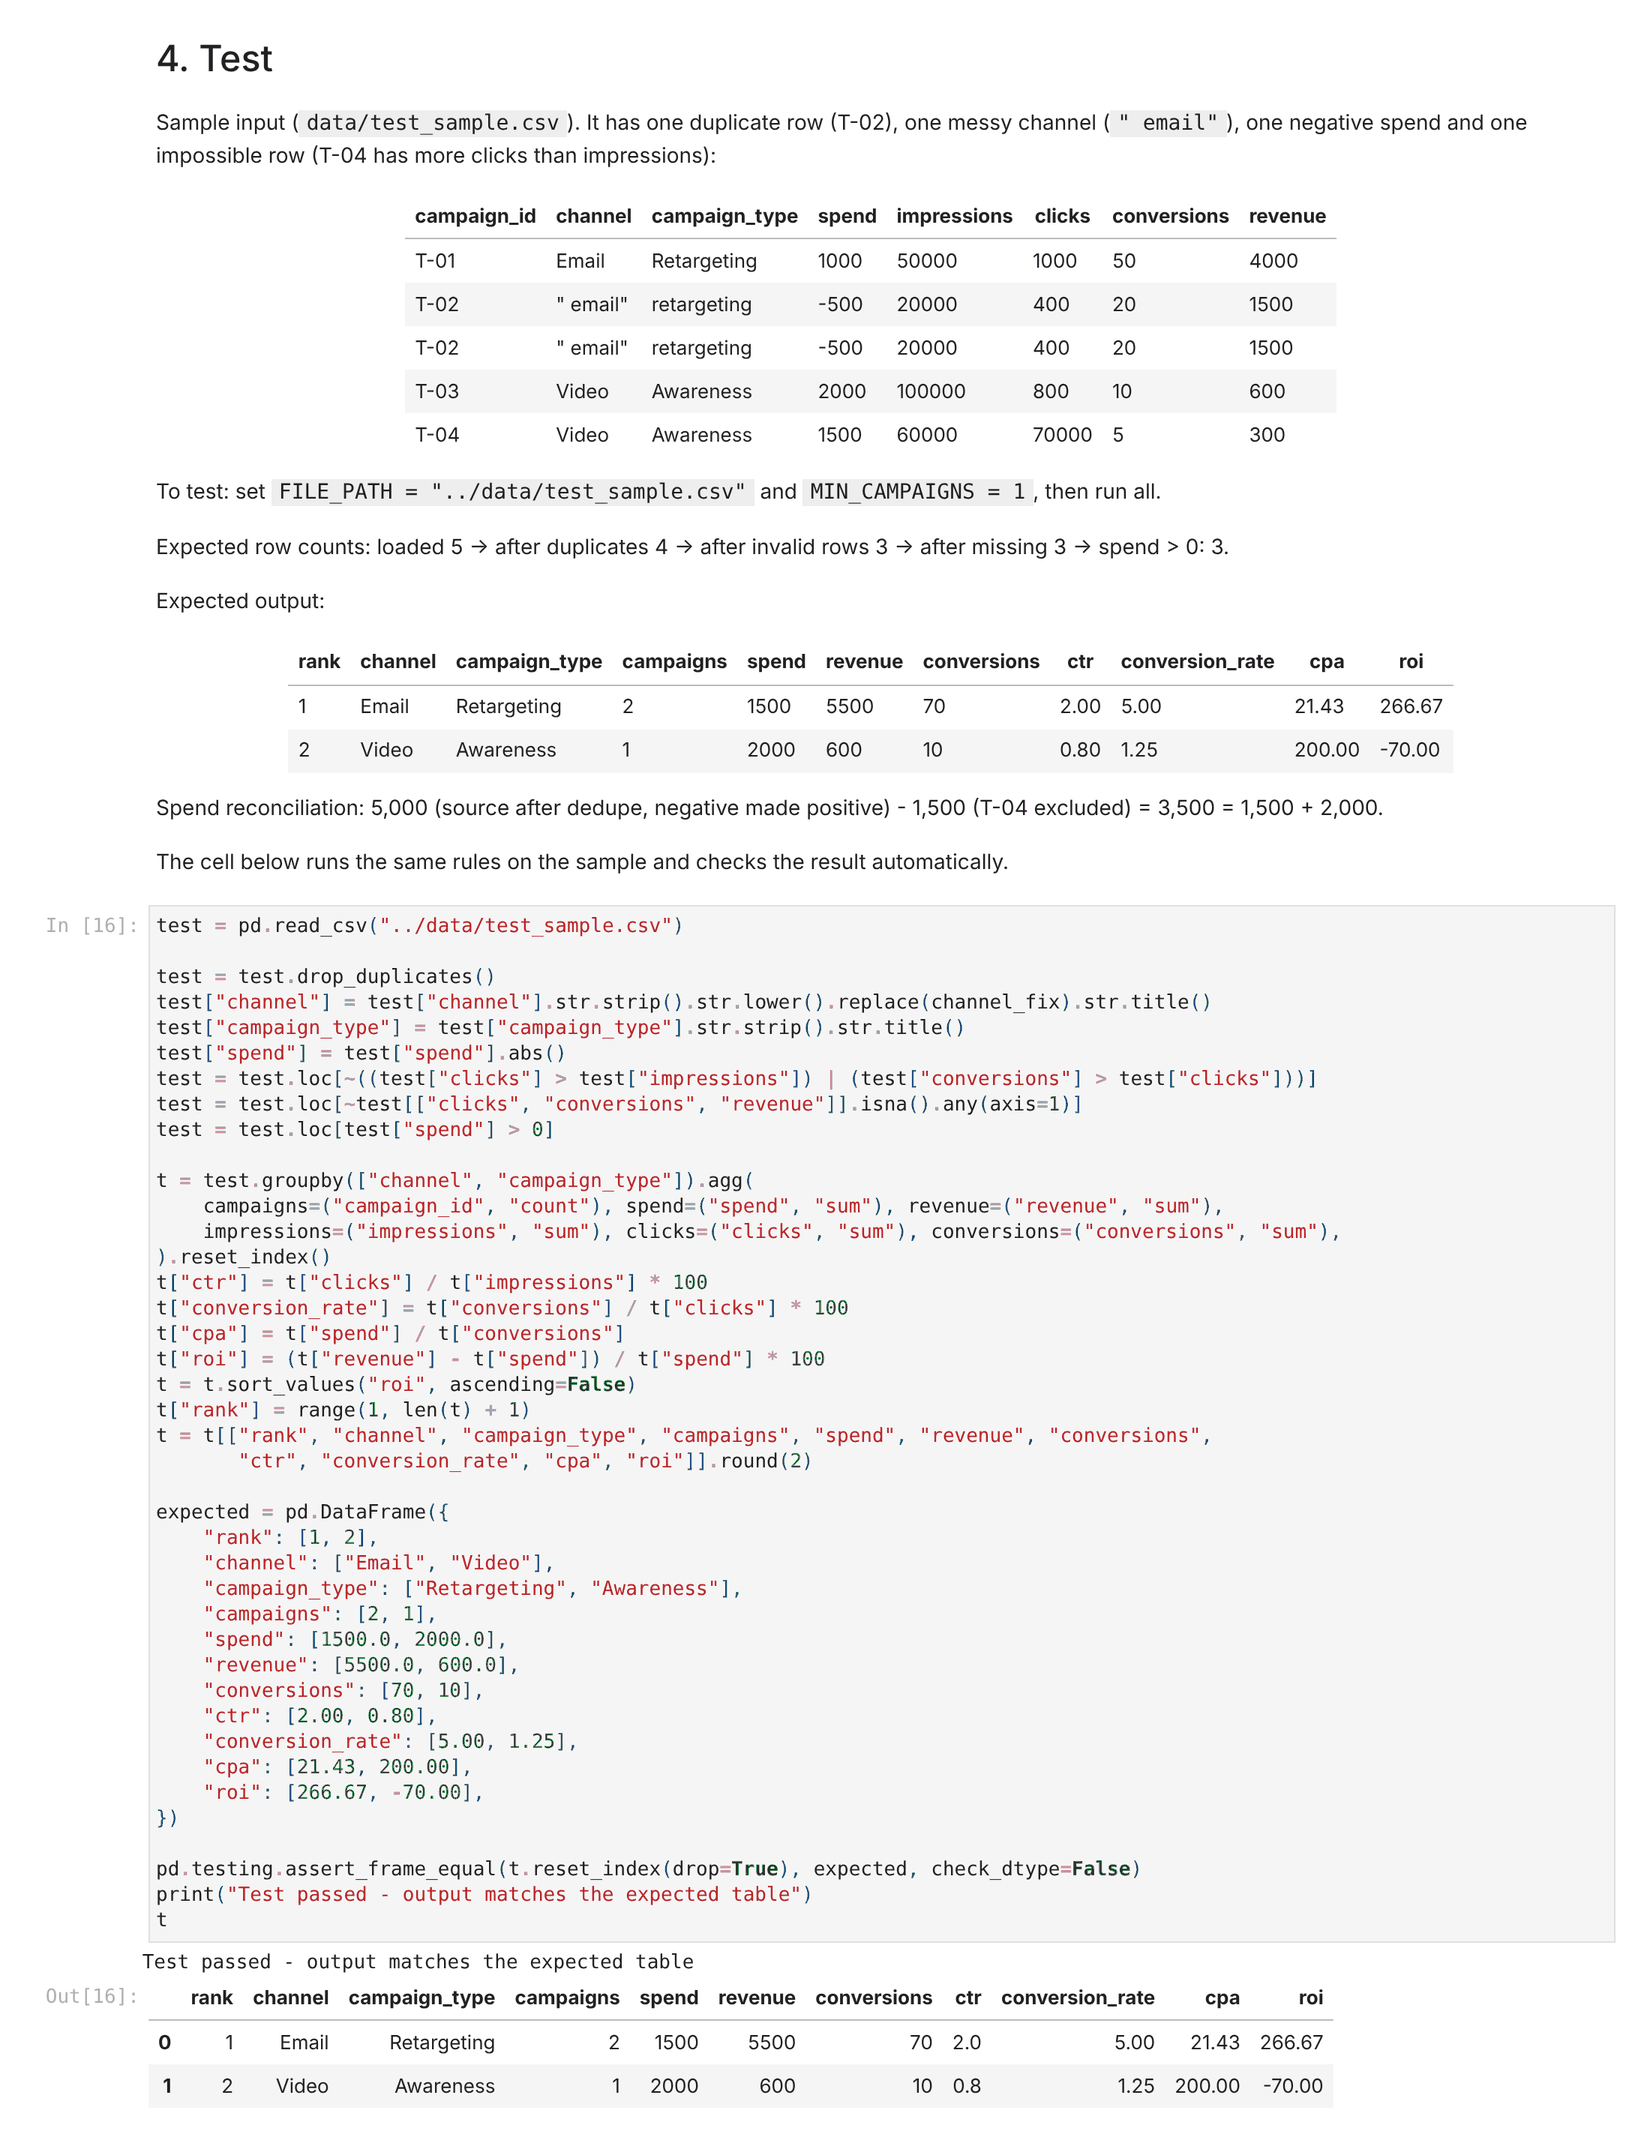 4. Test
Sample input ( data/test_sample.csv ). It has one duplicate row (T-02), one messy channel ( " email" ), one negative spend and one
impossible row (T-04 has more clicks than impressions):
campaign_id channel campaign_type spend impressions clicks conversions revenue
T-01 Email Retargeting 1000 50000 1000 50 4000
T-02 " email" retargeting -500 20000 400 20 1500
T-02 " email" retargeting -500 20000 400 20 1500
T-03 Video Awareness 2000 100000 800 10 600
T-04 Video Awareness 1500 60000 70000 5 300
To test: set FILE_PATH = "../data/test_sample.csv" and MIN_CAMPAIGNS = 1 , then run all.
Expected row counts: loaded 5 → after duplicates 4 → after invalid rows 3 → after missing 3 → spend > 0: 3.
Expected output:
rank channel campaign_type campaigns spend revenue conversions ctr conversion_rate cpa roi
1 Email Retargeting 2 1500 5500 70 2.00 5.00 21.43 266.67
2 Video Awareness 1 2000 600 10 0.80 1.25 200.00 -70.00
Spend reconciliation: 5,000 (source after dedupe, negative made positive) - 1,500 (T-04 excluded) = 3,500 = 1,500 + 2,000.
The cell below runs the same rules on the sample and checks the result automatically.
In [16]: test = pd.read_csv("../data/test_sample.csv")
test = test.drop_duplicates()
test["channel"] = test["channel"].str.strip().str.lower().replace(channel_fix).str.title()
test["campaign_type"] = test["campaign_type"].str.strip().str.title()
test["spend"] = test["spend"].abs()
test = test.loc[~((test["clicks"] > test["impressions"]) | (test["conversions"] > test["clicks"]))]
test = test.loc[~test[["clicks", "conversions", "revenue"]].isna().any(axis=1)]
test = test.loc[test["spend"] > 0]
t = test.groupby(["channel", "campaign_type"]).agg(
    campaigns=("campaign_id", "count"), spend=("spend", "sum"), revenue=("revenue", "sum"),
    impressions=("impressions", "sum"), clicks=("clicks", "sum"), conversions=("conversions", "sum"),
).reset_index()
t["ctr"] = t["clicks"] / t["impressions"] * 100
t["conversion_rate"] = t["conversions"] / t["clicks"] * 100
t["cpa"] = t["spend"] / t["conversions"]
t["roi"] = (t["revenue"] - t["spend"]) / t["spend"] * 100
t = t.sort_values("roi", ascending=False)
t["rank"] = range(1, len(t) + 1)
t = t[["rank", "channel", "campaign_type", "campaigns", "spend", "revenue", "conversions",
       "ctr", "conversion_rate", "cpa", "roi"]].round(2)
expected = pd.DataFrame({
    "rank": [1, 2],
    "channel": ["Email", "Video"],
    "campaign_type": ["Retargeting", "Awareness"],
    "campaigns": [2, 1],
    "spend": [1500.0, 2000.0],
    "revenue": [5500.0, 600.0],
    "conversions": [70, 10],
    "ctr": [2.00, 0.80],
    "conversion_rate": [5.00, 1.25],
    "cpa": [21.43, 200.00],
    "roi": [266.67, -70.00],
})
pd.testing.assert_frame_equal(t.reset_index(drop=True), expected, check_dtype=False)
print("Test passed - output matches the expected table")
t
Test passed - output matches the expected table
Out[16]: rank channel campaign_type campaigns spend revenue conversions ctr conversion_rate cpa roi
0 1 Email Retargeting 2 1500 5500 70 2.0 5.00 21.43 266.67
1 2 Video Awareness 1 2000 600 10 0.8 1.25 200.00 -70.00